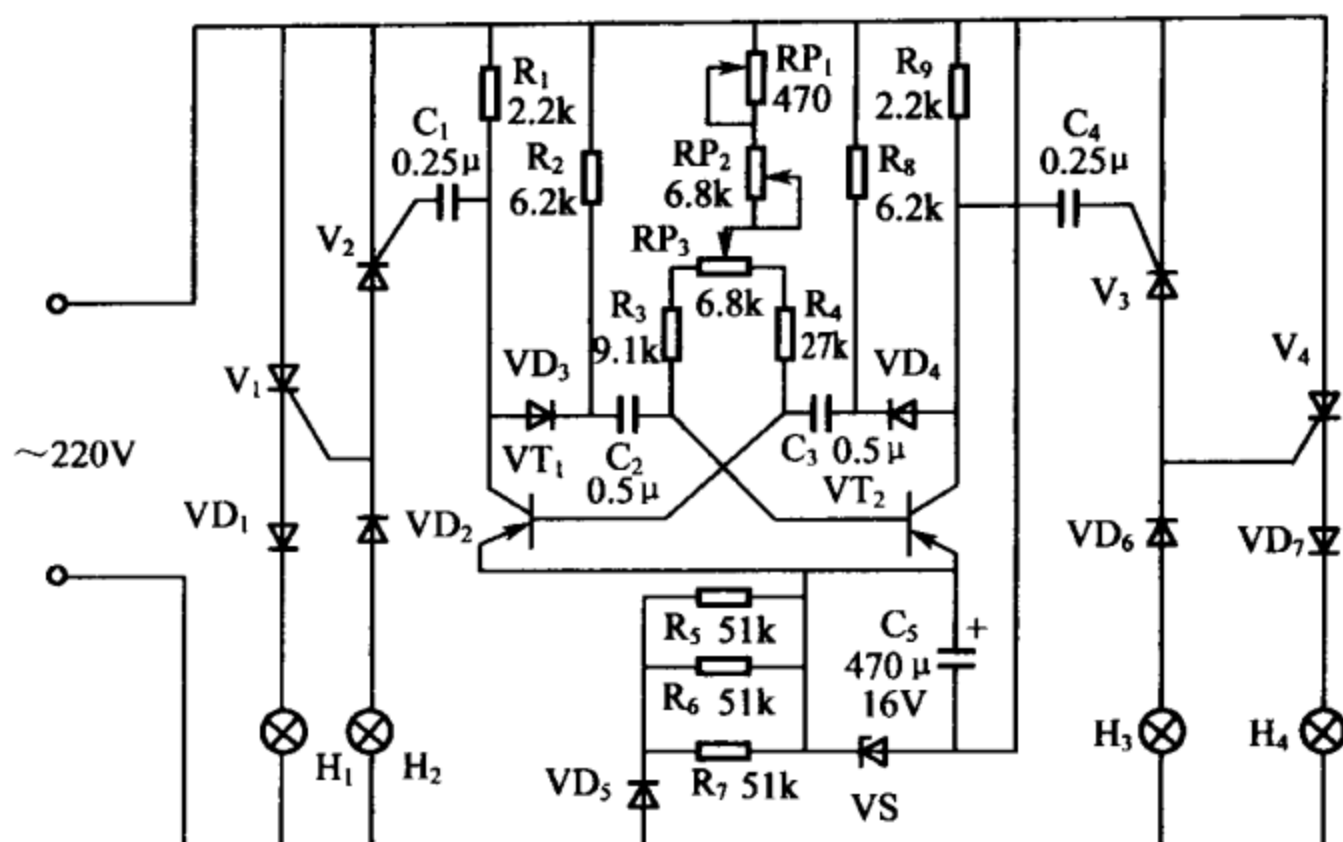 R₁
2.2k
C₁
0.25μ
R₂
6.2k
RP₁
470
RP₂
6.8k
RP₃
6.8k
R₃
9.1k
R₄
27k
R₈
6.2k
R₉
2.2k
C₄
0.25μ
V₂
V₃
V₁
V₄
VD₃
VD₄
~220V
VT₁
C₂
0.5μ
C₃
0.5μ
VT₂
VD₁
VD₂
VD₆
VD₇
R₅ 51k
R₆ 51k
R₇ 51k
C₅
+
470μ
16V
H₁
H₂
H₃
H₄
VD₅
VS